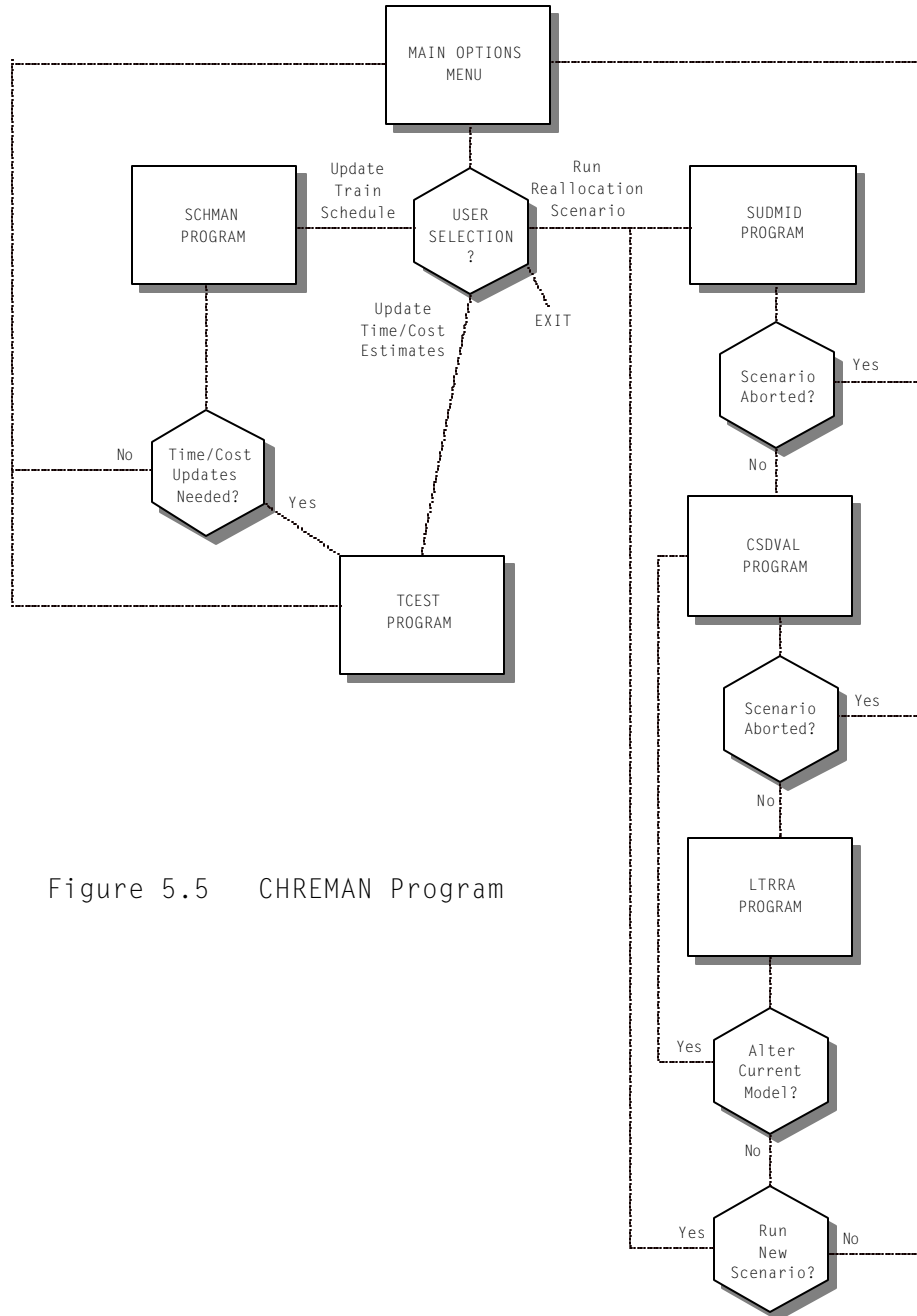 MAIN OPTIONS
MENU
Update
Train
Schedule
Run
Reallocation
Scenario
SCHMAN
PROGRAM
USER
SELECTION
?
SUDMID
PROGRAM
EXIT
Update
Time/Cost
Estimates
Scenario
Aborted?
Yes
No
No
Time/Cost
Updates
Needed?
Yes
CSDVAL
PROGRAM
TCEST
PROGRAM
Scenario
Aborted?
Yes
No
Figure 5.5 CHREMAN Program
LTRRA
PROGRAM
Yes
Alter
Current
Model?
No
Yes
Run
New
Scenario?
No